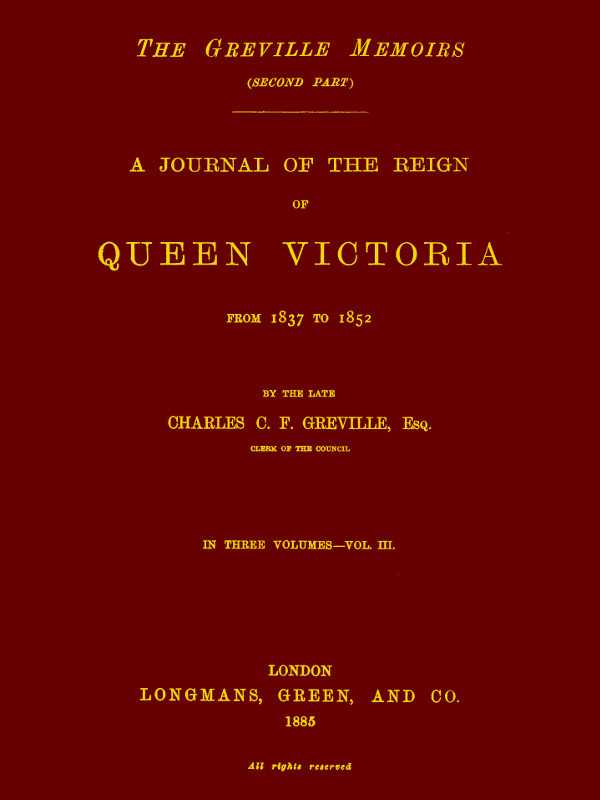 The Greville Memoirs
(SECOND PART)
A JOURNAL OF THE REIGN
OF
QUEEN VICTORIA
FROM 1837 TO 1852
BY THE LATE
CHARLES C. F. GREVILLE, Esq.
CLERK OF THE COUNCIL
IN THREE VOLUMES—VOL. III.
LONDON
LONGMANS, GREEN, AND CO.
1885
All rights reserved